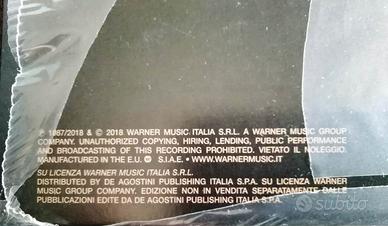 ℗ 1987/2018 & © 2018 WARNER MUSIC ITALIA S.R.L. A WARNER MUSIC GROUP
COMPANY. UNAUTHORIZED COPYING, HIRING, LENDING, PUBLIC PERFORMANCE
AND BROADCASTING OF THIS RECORDING PROHIBITED. VIETATO IL NOLEGGIO.
MANUFACTURED IN THE E.U. S.I.A.E. • WWW.WARNERMUSIC.IT
SU LICENZA WARNER MUSIC ITALIA S.R.L.
DISTRIBUTED BY DE AGOSTINI PUBLISHING ITALIA S.P.A. SU LICENZA WARNER
MUSIC GROUP COMPANY. EDIZIONE NON IN VENDITA SEPARATAMENTE DALLE
PUBBLICAZIONI EDITE DA DE AGOSTINI PUBLISHING ITALIA S.P.A.
subito